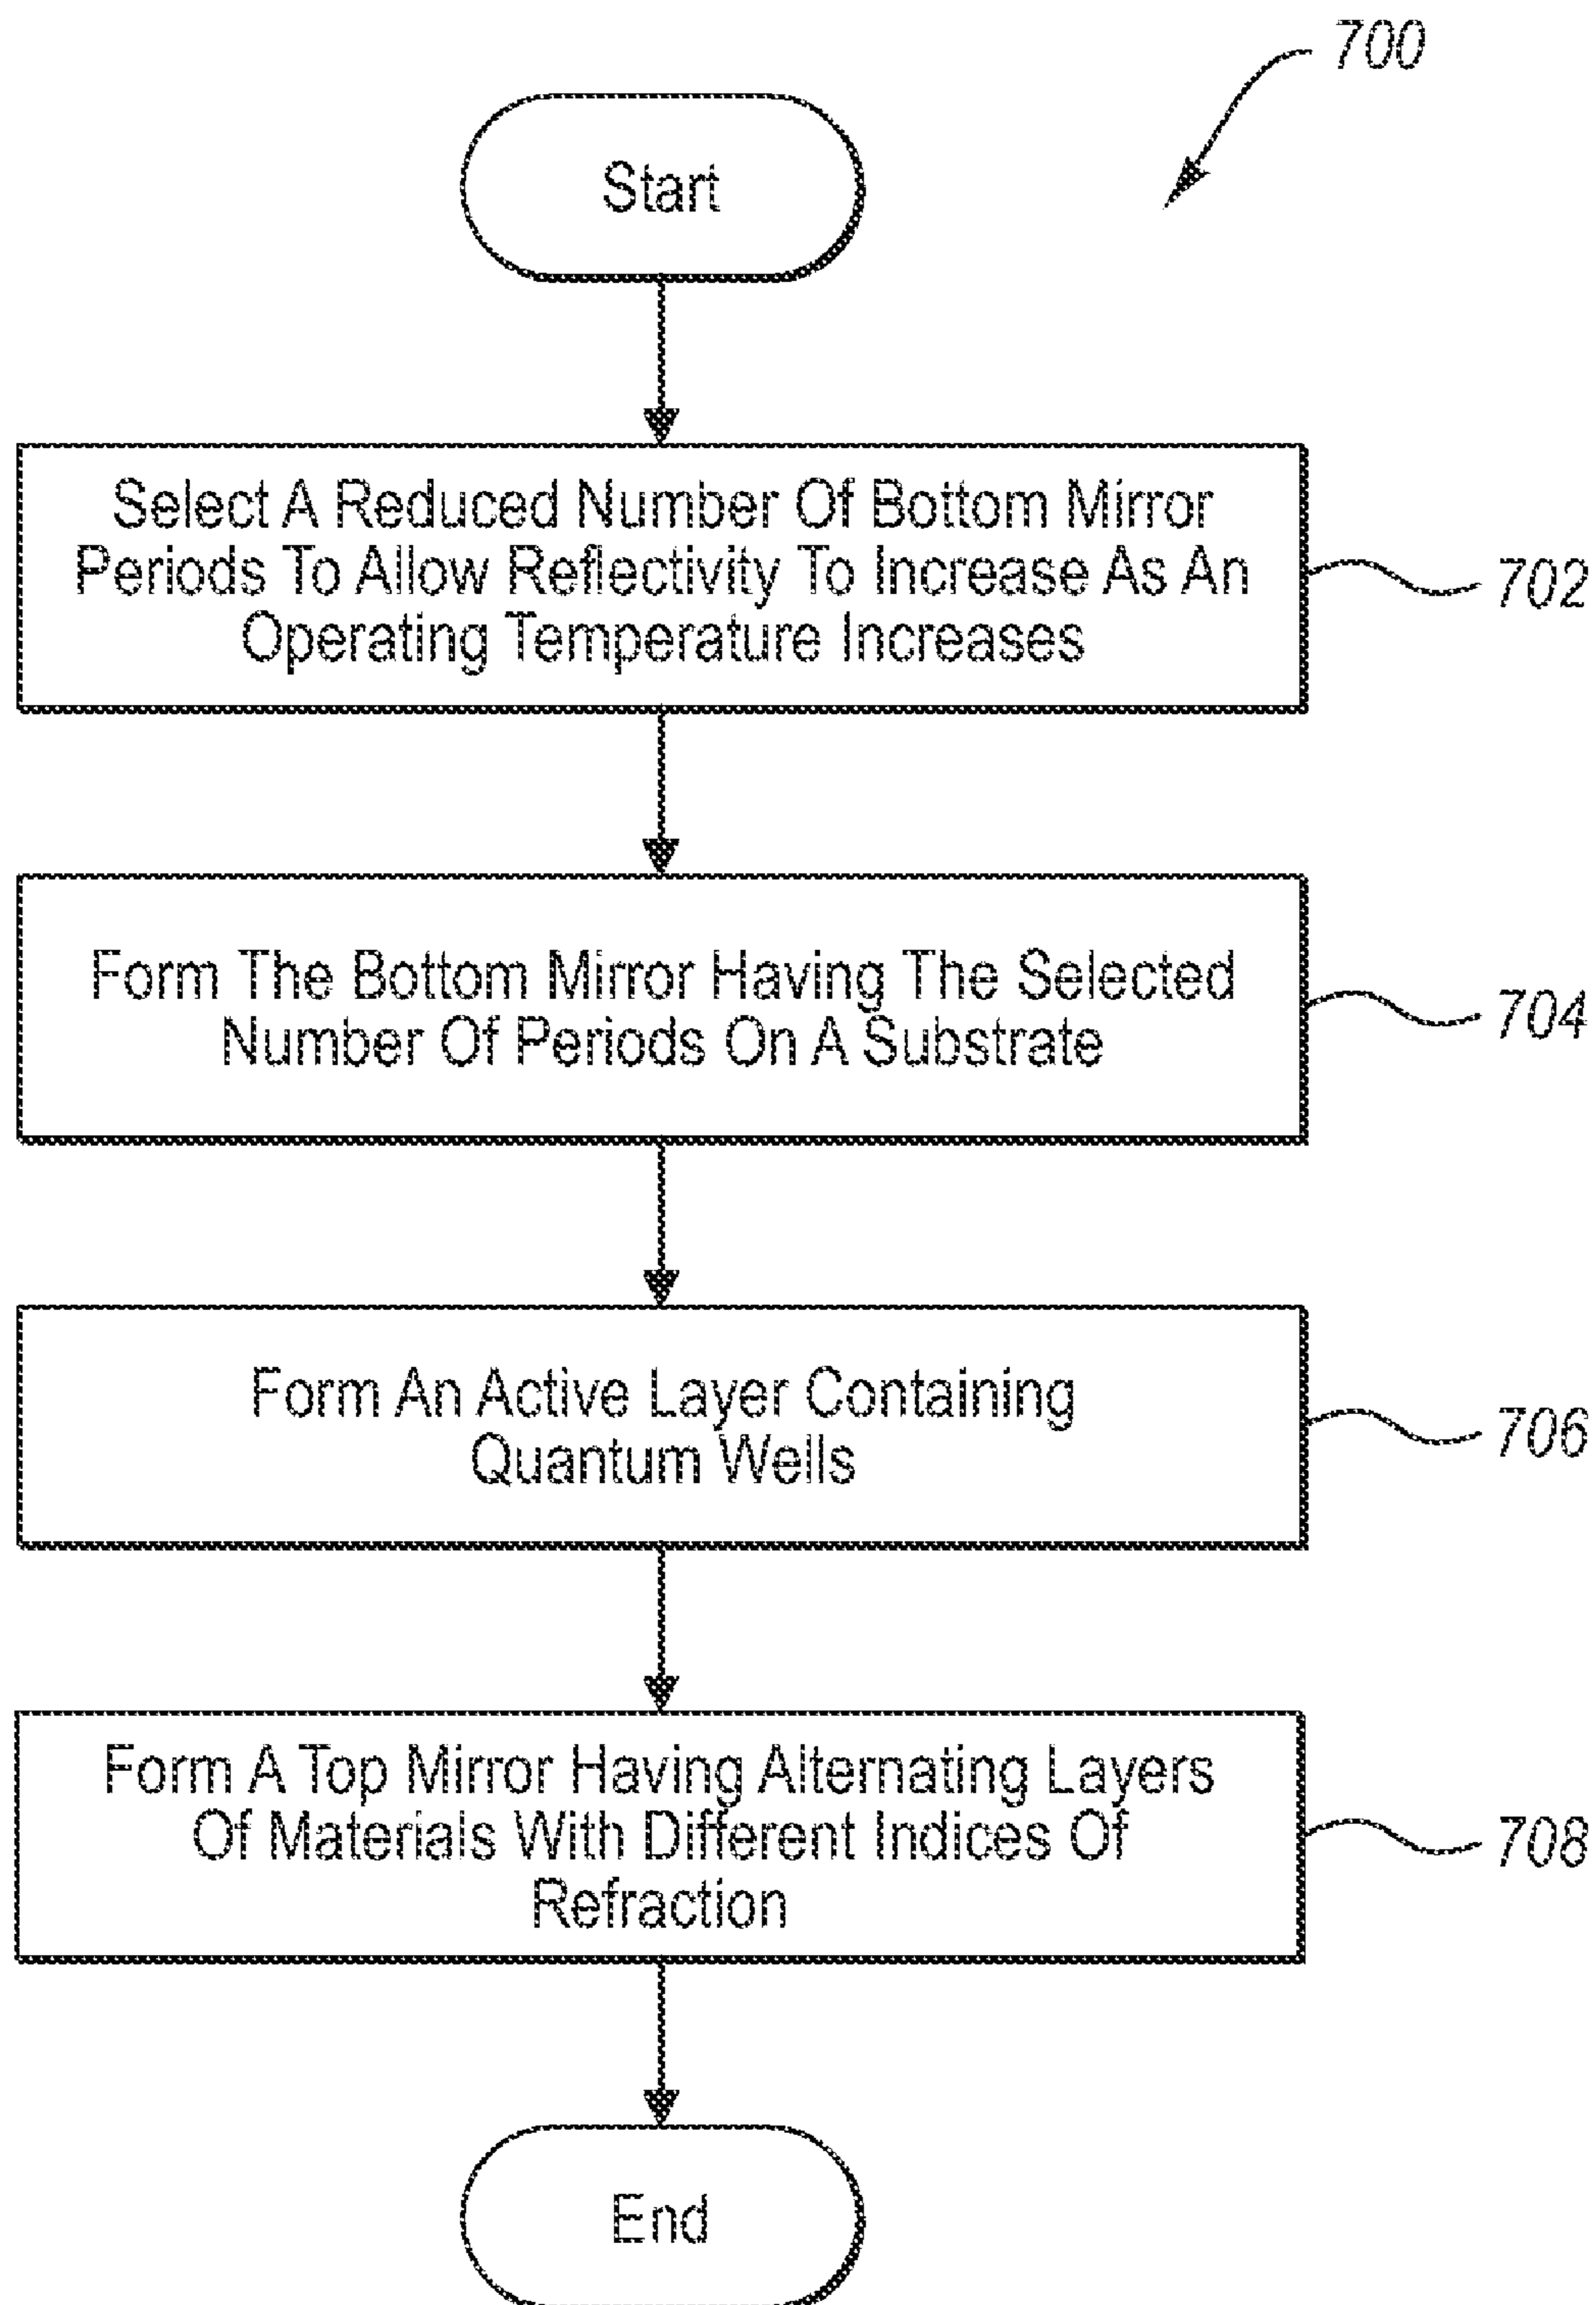 700
Start
Select A Reduced Number Of Bottom Mirror
Periods To Allow Reflectivity To Increase As An
Operating Temperature Increases
702
Form The Bottom Mirror Having The Selected
Number Of Periods On A Substrate
704
Form An Active Layer Containing
Quantum Wells
706
Form A Top Mirror Having Alternating Layers
Of Materials With Different Indices Of
Refraction
708
End